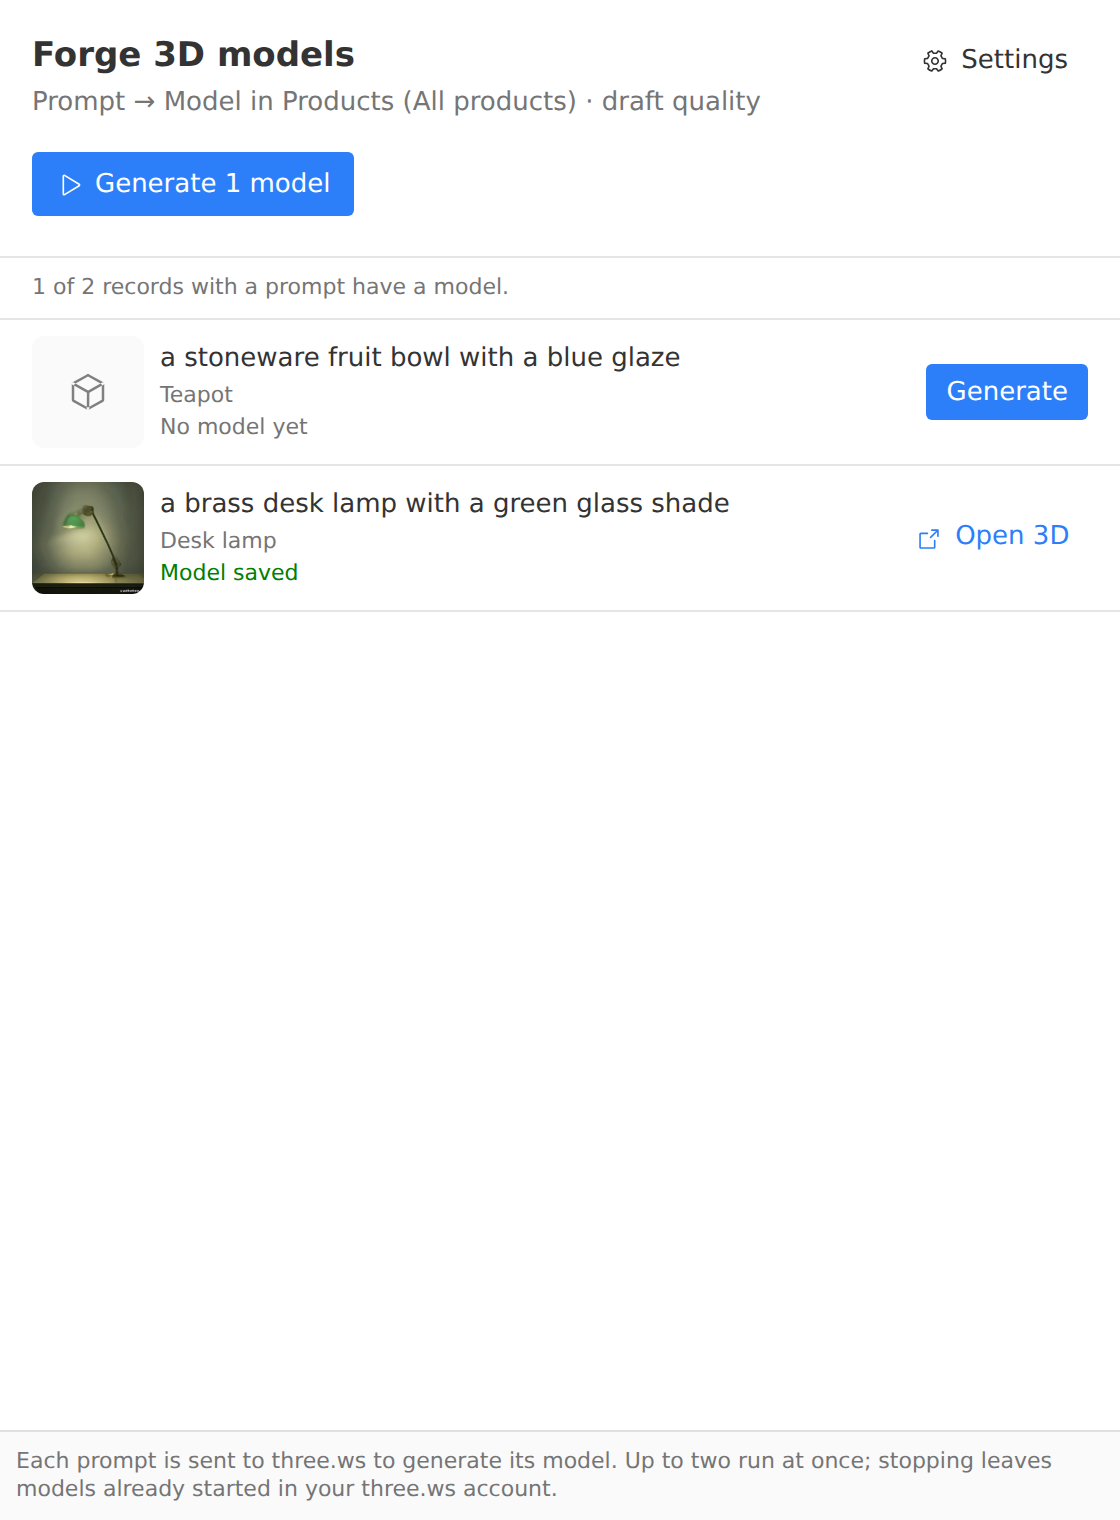 Forge 3D models
Settings
Prompt → Model in Products (All products) · draft quality
Generate 1 model
1 of 2 records with a prompt have a model.
a stoneware fruit bowl with a blue glaze
Teapot
No model yet
Generate
a brass desk lamp with a green glass shade
Desk lamp
Model saved
Open 3D
Each prompt is sent to three.ws to generate its model. Up to two run at once; stopping leaves
models already started in your three.ws account.